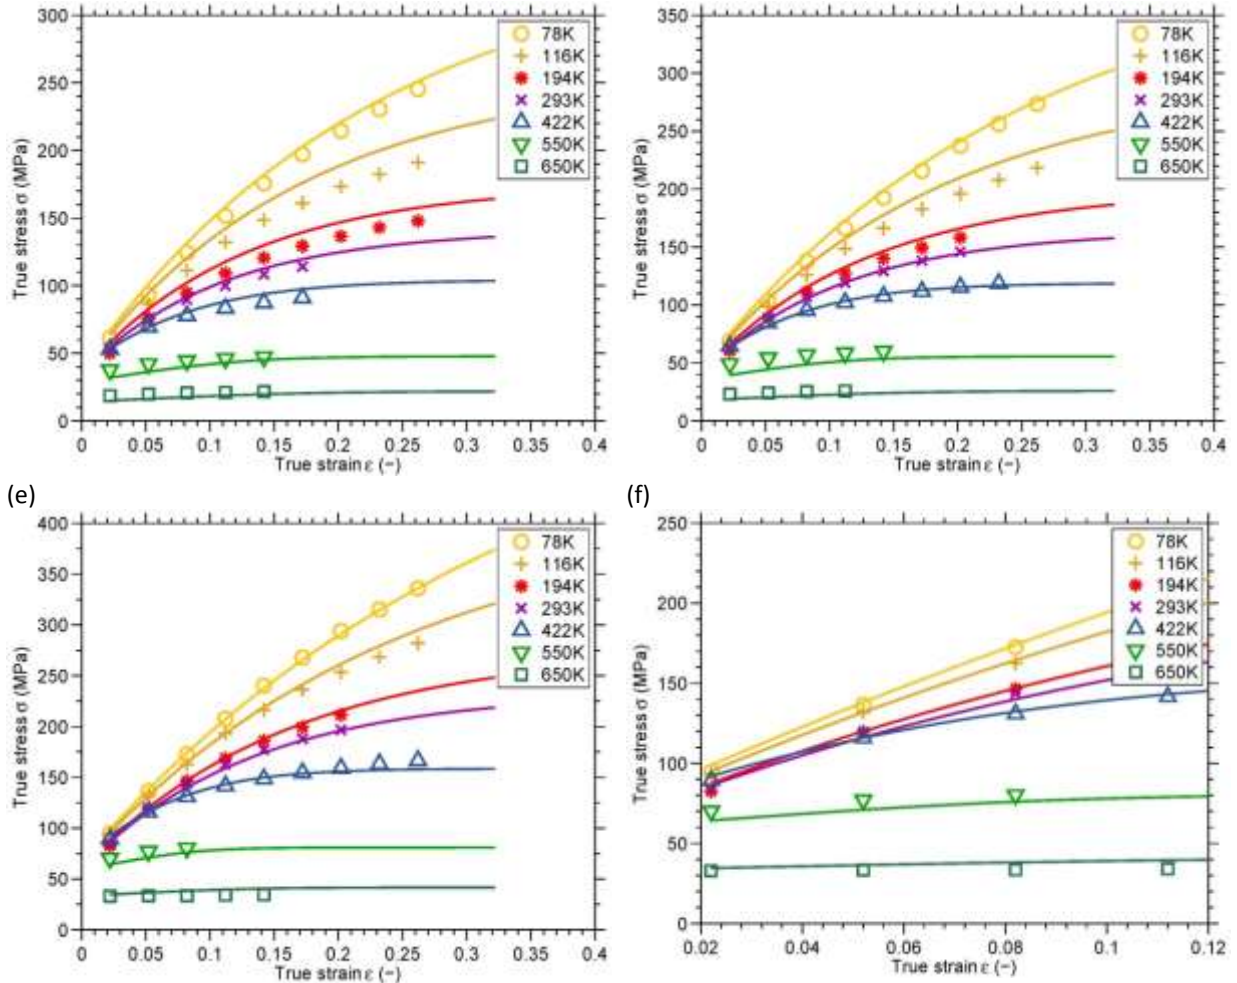 300
250
200
150
100
50
0
True stress σ (MPa)
78K
116K
194K
293K
422K
550K
650K
0 0.05 0.1 0.15 0.2 0.25 0.3 0.35 0.4
True strain ε (−)
350
300
250
200
150
100
50
0
True stress σ (MPa)
78K
116K
194K
293K
422K
550K
650K
0 0.05 0.1 0.15 0.2 0.25 0.3 0.35 0.4
True strain ε (−)
(e)
(f)
400
350
300
250
200
150
100
50
0
True stress σ (MPa)
78K
116K
194K
293K
422K
550K
650K
0 0.05 0.1 0.15 0.2 0.25 0.3 0.35 0.4
True strain ε (−)
250
200
150
100
50
0
True stress σ (MPa)
78K
116K
194K
293K
422K
550K
650K
0.02 0.04 0.06 0.08 0.1 0.12
True strain ε (−)